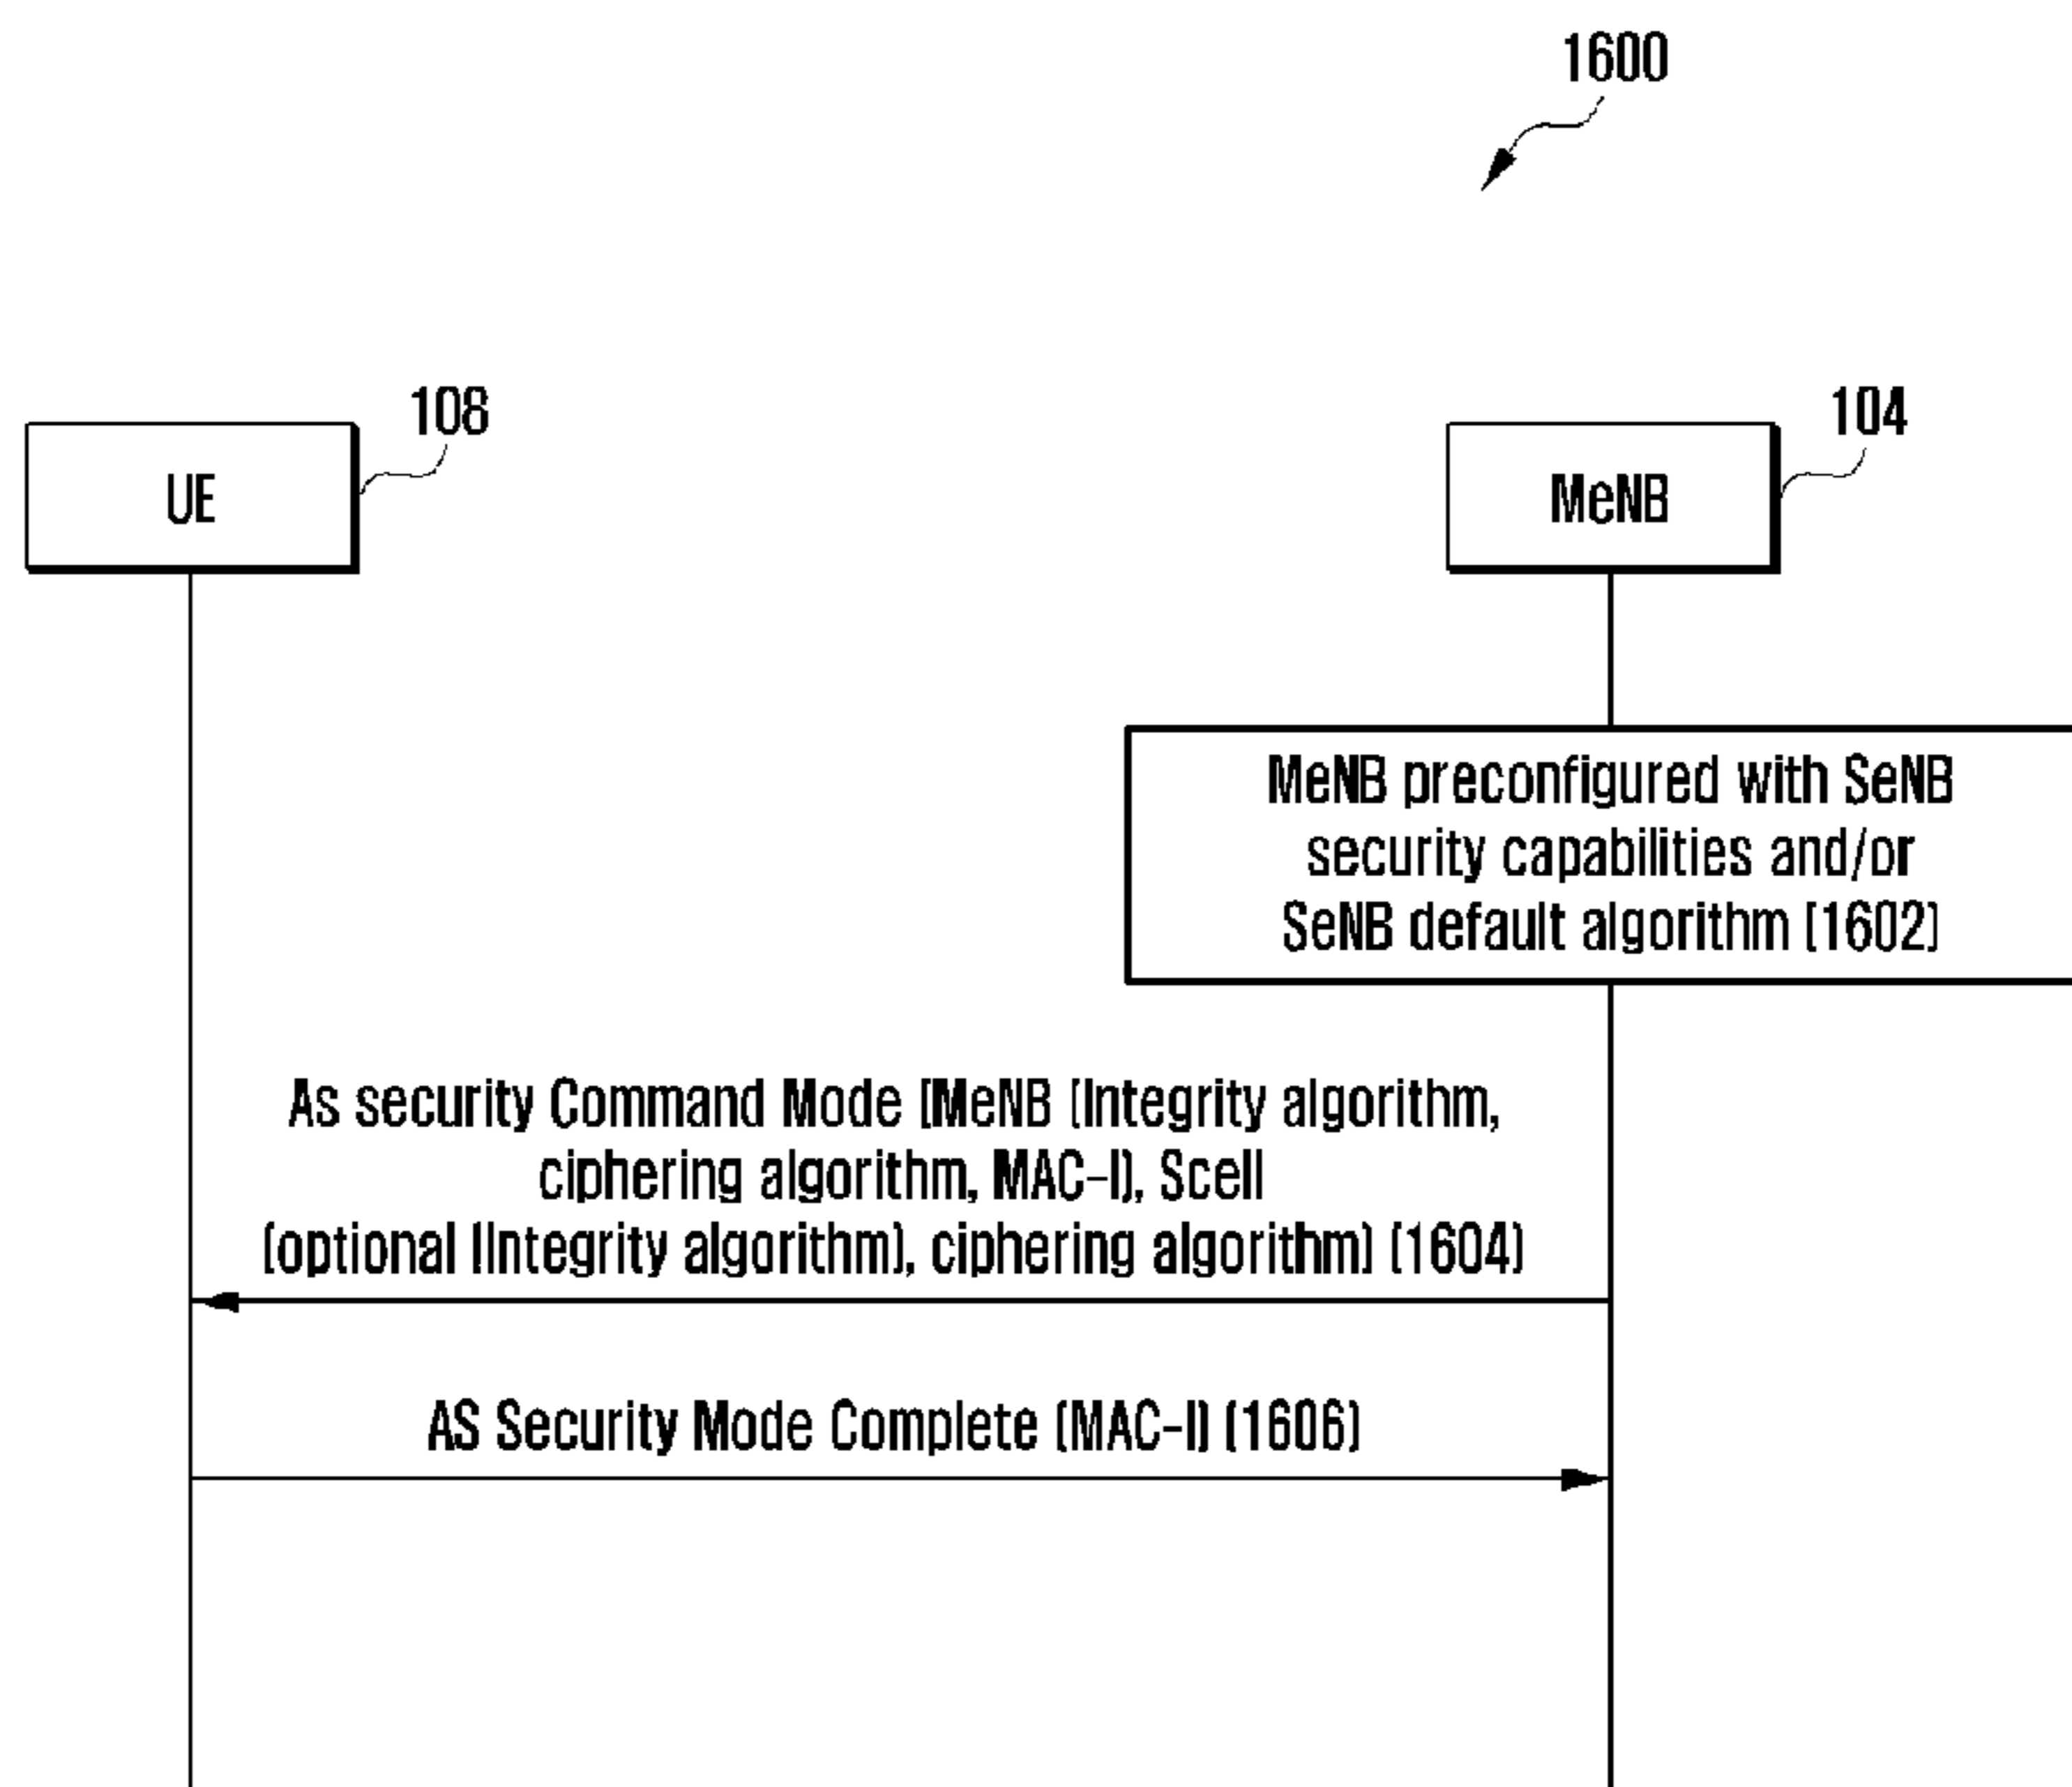 1600
108
104
UE
MeNB
MeNB preconfigured with SeNB
security capabilities and/or
SeNB default algorithm (1602)
As security Command Mode (MeNB (Integrity algorithm,
ciphering algorithm, MAC-I), Scell
(optional (Integrity algorithm), ciphering algorithm) (1604)
AS Security Mode Complete (MAC-I) (1606)